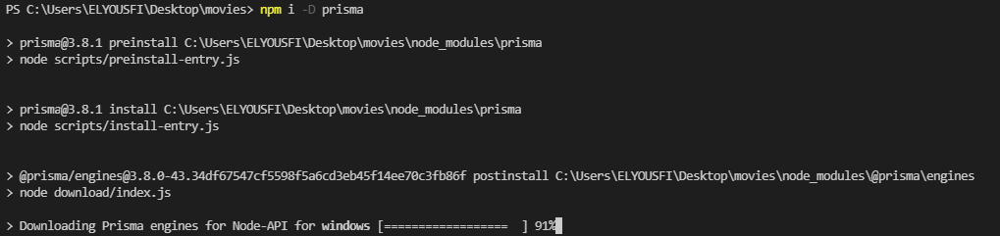 PS C:\Users\ELYOUSFI\Desktop\movies> npm i -D prisma
> prisma@3.8.1 preinstall C:\Users\ELYOUSFI\Desktop\movies\node_modules\prisma
> node scripts/preinstall-entry.js
> prisma@3.8.1 install C:\Users\ELYOUSFI\Desktop\movies\node_modules\prisma
> node scripts/install-entry.js
> @prisma/engines@3.8.0-43.34df67547cf5598f5a6cd3eb45f14ee70c3fb86f postinstall C:\Users\ELYOUSFI\Desktop\movies\node_modules\@prisma\engines
> node download/index.js
> Downloading Prisma engines for Node-API for windows [==================  ] 91%